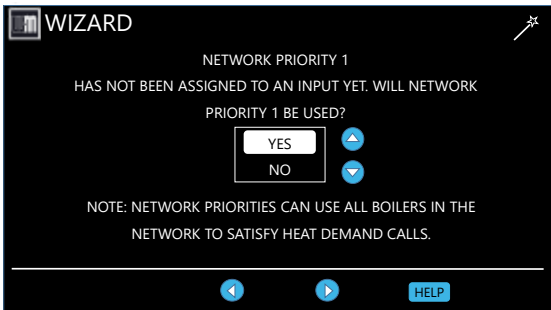 m WIZARD
NETWORK PRIORITY 1
HAS NOT BEEN ASSIGNED TO AN INPUT YET. WILL NETWORK
PRIORITY 1 BE USED?
YES
NO
NOTE: NETWORK PRIORITIES CAN USE ALL BOILERS IN THE
NETWORK TO SATISFY HEAT DEMAND CALLS.
HELP